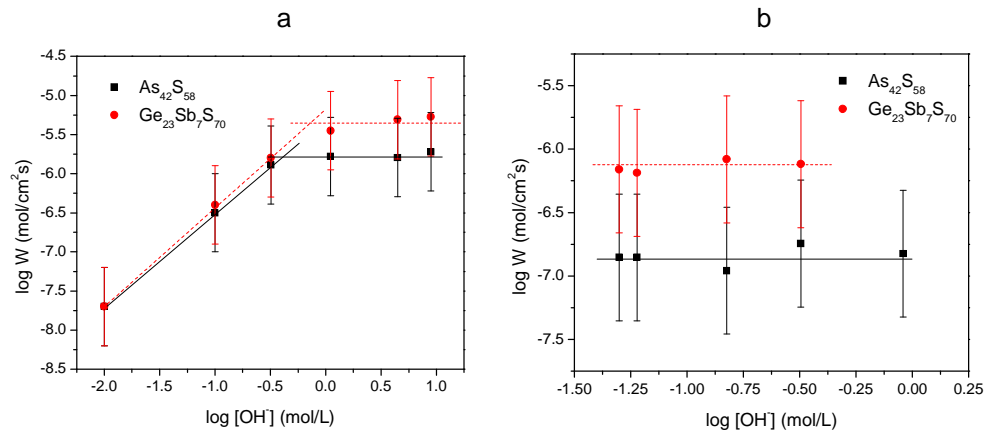 a
-4.5
-5.0
-5.5
-6.0
-6.5
-7.0
-7.5
-8.0
-8.5
log W (mol/cm²s)
As₄₂S₅₈
Ge₂₃Sb₇S₇₀
-2.0 -1.5 -1.0 -0.5 0.0 0.5 1.0
log [OH⁻] (mol/L)
b
-5.5
-6.0
-6.5
-7.0
-7.5
log W (mol/cm²s)
As₄₂S₅₈
Ge₂₃Sb₇S₇₀
-1.50 -1.25 -1.00 -0.75 -0.50 -0.25 0.00 0.25
log [OH⁻] (mol/L)